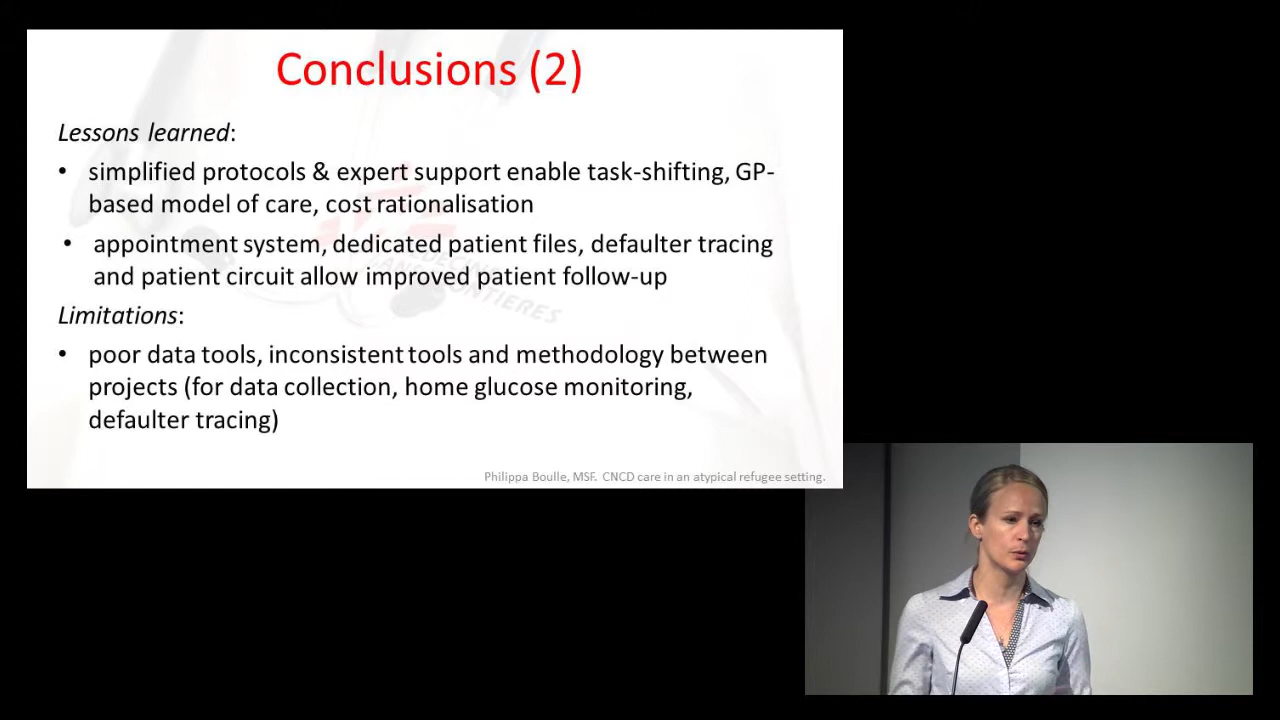 Conclusions (2)
Lessons learned:
• simplified protocols & expert support enable task-shifting, GP-
based model of care, cost rationalisation
• appointment system, dedicated patient files, defaulter tracing
and patient circuit allow improved patient follow-up
Limitations:
• poor data tools, inconsistent tools and methodology between
projects (for data collection, home glucose monitoring,
defaulter tracing)
Philippa Boulle, MSF. CNCD care in an atypical refugee setting.